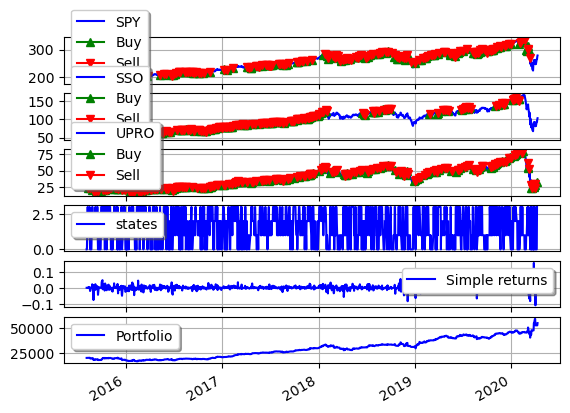 SPY
Buy
Sell
300
200
SSO
Buy
Sell
150
100
50
UPRO
Buy
Sell
75
50
25
states
2.5
0.0
Simple returns
0.1
0.0
−0.1
Portfolio
50000
25000
2016 2017 2018 2019 2020